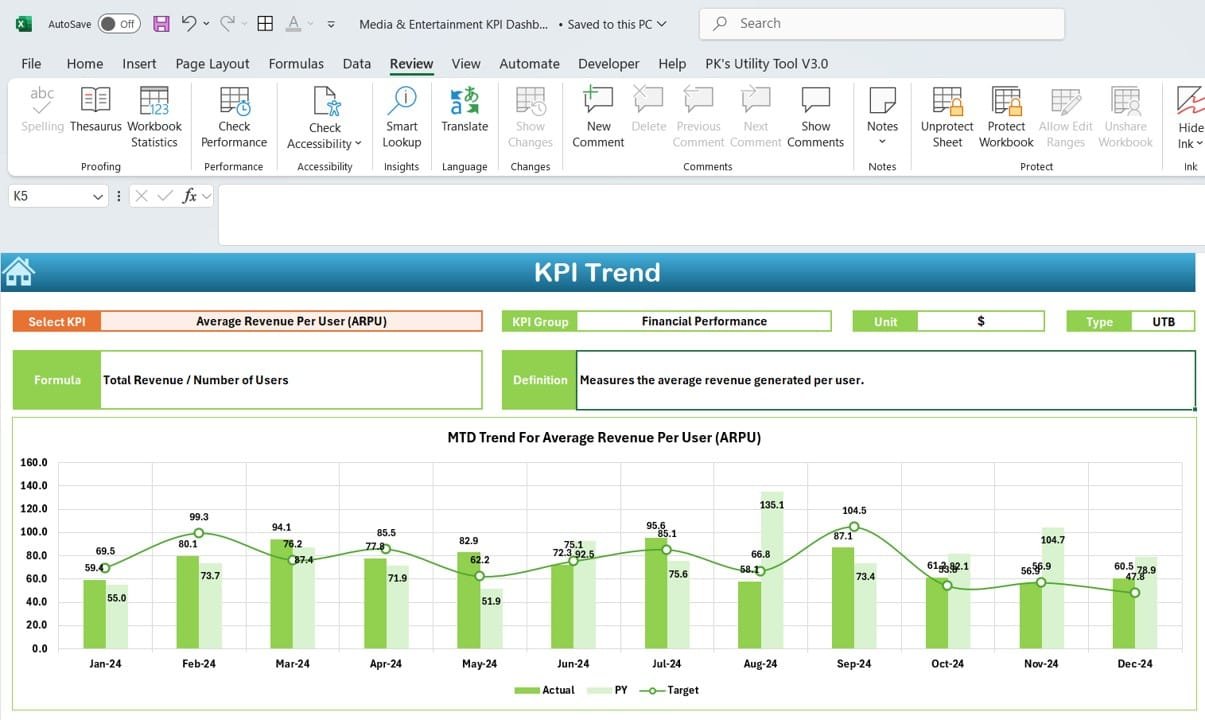 AutoSave Off Media & Entertainment KPI Dashb... • Saved to this PC Search
File Home Insert Page Layout Formulas Data Review View Automate Developer Help PK's Utility Tool V3.0
abc 123
Spelling Thesaurus Workbook Statistics
Proofing
Check Performance
Performance
Check Accessibility
Accessibility
Smart Lookup
Insights
Translate
Language
Show Changes
Changes
New Comment Delete Previous Comment Next Comment Show Comments
Comments
Notes
Notes
Unprotect Sheet Protect Workbook Allow Edit Ranges Unshare Workbook
Protect
Hide Ink
Ink
K5 fx
KPI Trend
Select KPI Average Revenue Per User (ARPU) KPI Group Financial Performance Unit $ Type UTB
Formula Total Revenue / Number of Users Definition Measures the average revenue generated per user.
MTD Trend For Average Revenue Per User (ARPU)
160.0
140.0
120.0
100.0
80.0
60.0
40.0
20.0
0.0
59.4 69.5 55.0
80.1 99.3 73.7
94.1 76.2 87.4
77.8 85.5 71.9
82.9 62.2 51.9
72.3 75.1 92.5
95.6 85.1 75.6
58.1 66.8 135.1
87.1 104.5 73.4
82.1
56.9 104.7
60.5 47.8 78.9
Jan-24 Feb-24 Mar-24 Apr-24 May-24 Jun-24 Jul-24 Aug-24 Sep-24 Oct-24 Nov-24 Dec-24
Actual PY Target